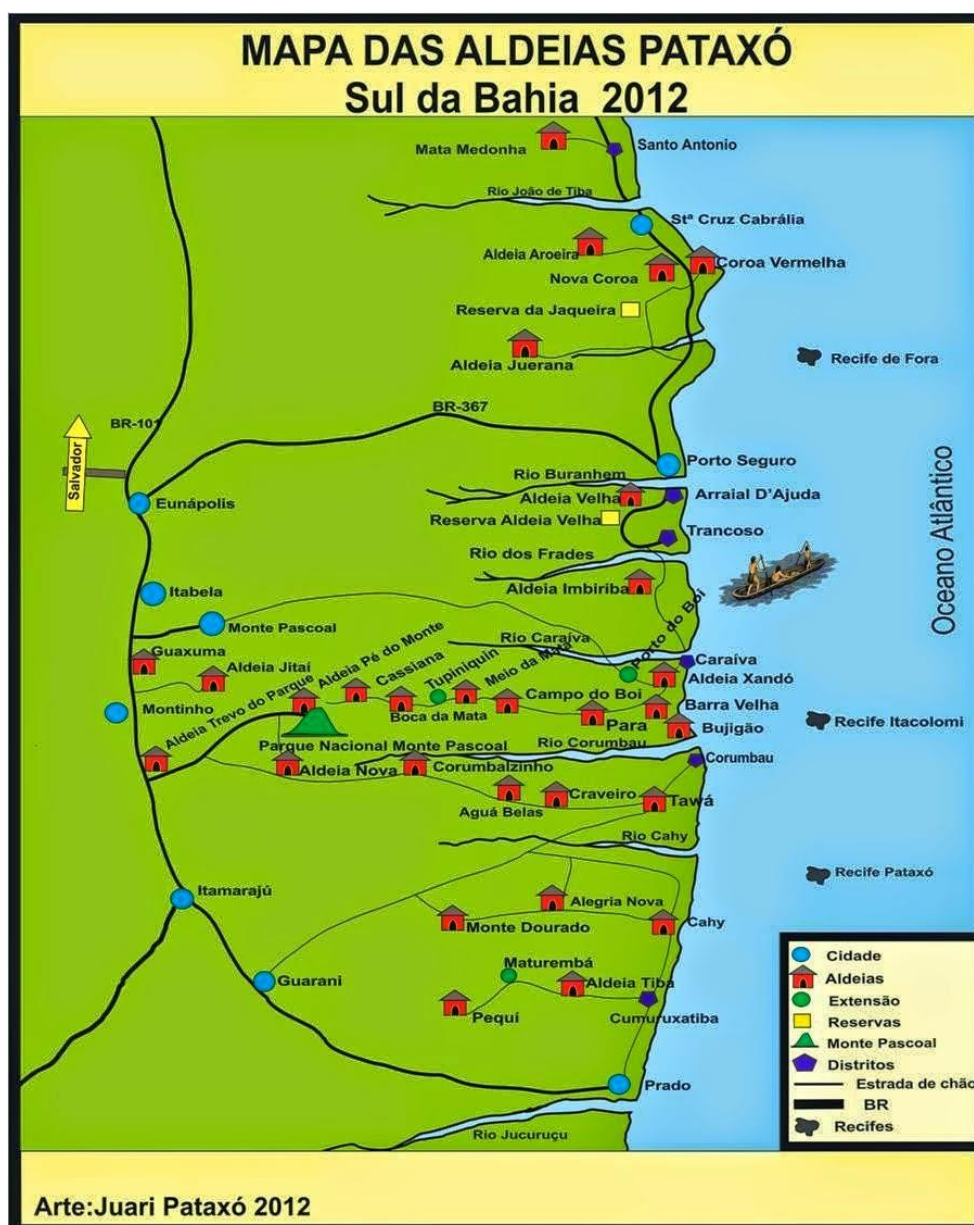 MAPA DAS ALDEIAS PATAXÓ
Sul da Bahia 2012
Mata Medonha
Santo Antonio
Rio João de Tiba
Stª Cruz Cabrália
Aldeia Aroeira
Nova Coroa
Coroa Vermelha
Reserva da Jaqueira
Aldeia Juerana
Recife de Fora
BR-101
BR-367
Salvador
Porto Seguro
Rio Buranhem
Eunápolis
Aldeia Velha
Arraial D'Ajuda
Reserva Aldeia Velha
Trancoso
Oceano Atlântico
Rio dos Frades
Aldeia Imbiriba
Itabela
Monte Pascoal
Rio Caraíva
Porto do Boi
Caraíva
Guaxuma
Aldeia Jitaí
Aldeia Trevo do Parque
Aldeia Pé do Monte
Cassiana
Tupiniquin
Meio da Mata
Aldeia Xandó
Montinho
Boca da Mata
Campo do Boi
Barra Velha
Para
Bujigão
Recife Itacolomi
Parque Nacional Monte Pascoal
Rio Corumbau
Aldeia Nova
Corumbalzinho
Corumbau
Aguá Belas
Craveiro
Tawá
Rio Cahy
Recife Pataxó
Itamarajú
Alegria Nova
Monte Dourado
Cahy
Guarani
Maturembá
Aldeia Tiba
Pequí
Cumuruxatiba
Prado
Rio Jucuruçu
Cidade
Aldeias
Extensão
Reservas
Monte Pascoal
Distritos
Estrada de chão
BR
Recifes
Arte:Juari Pataxó 2012